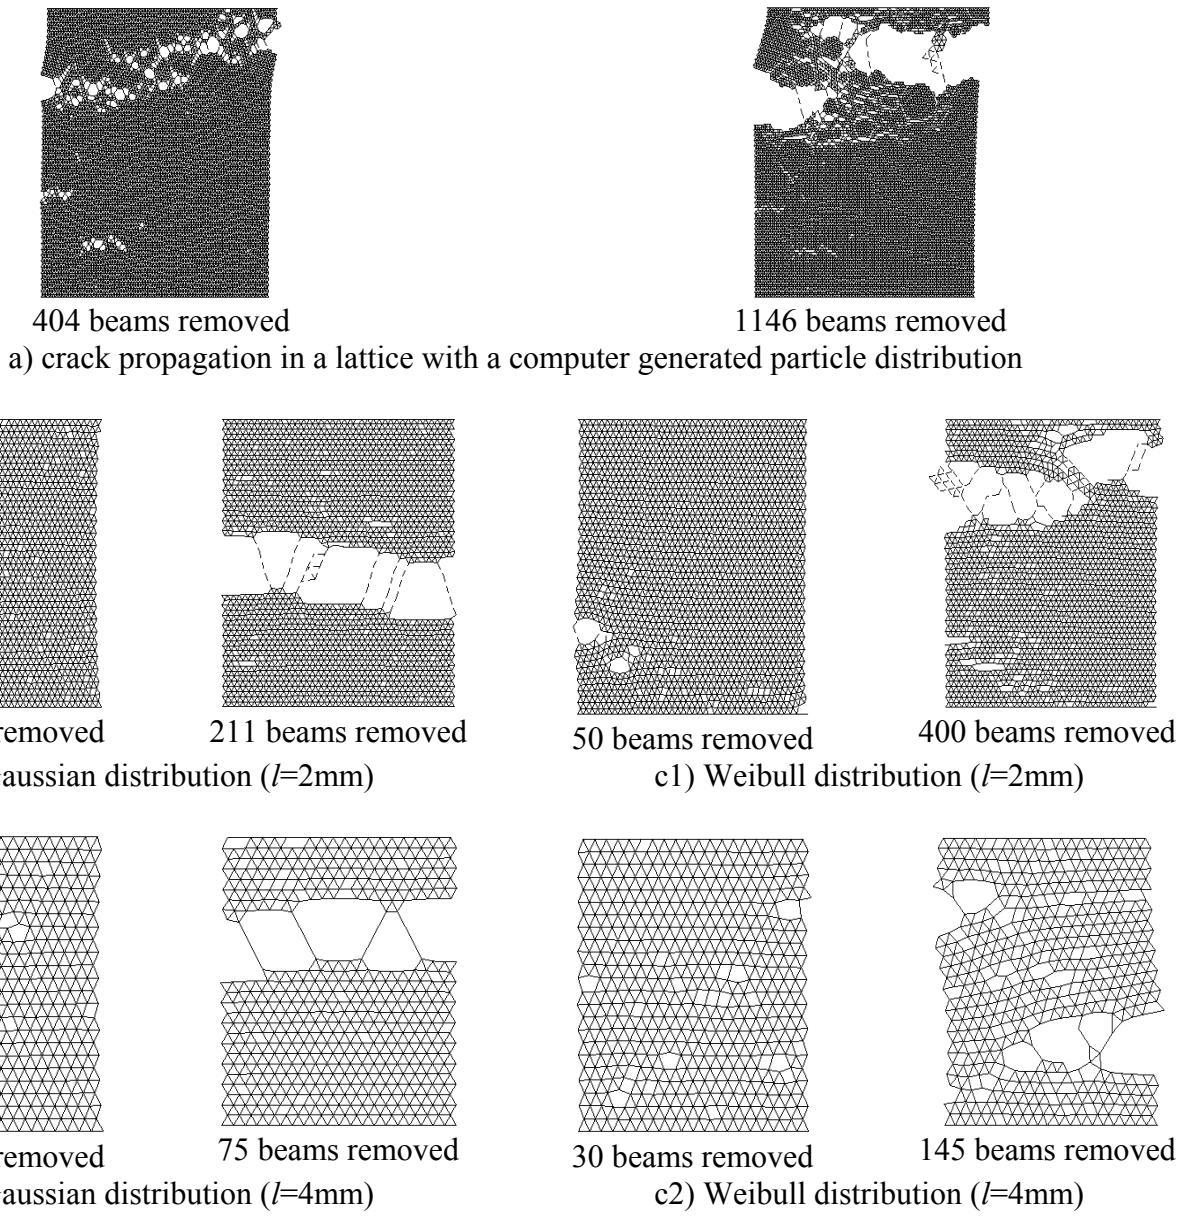 404 beams removed 1146 beams removed
a) crack propagation in a lattice with a computer generated particle distribution
removed 211 beams removed 50 beams removed 400 beams removed
aussian distribution (l=2mm) c1) Weibull distribution (l=2mm)
removed 75 beams removed 30 beams removed 145 beams removed
aussian distribution (l=4mm) c2) Weibull distribution (l=4mm)